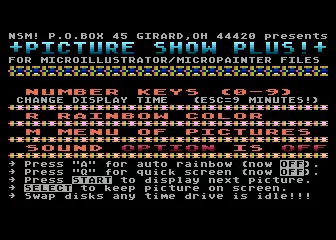 NSM! P.O.BOX 45 GIRARD,OH 44420 presents
+PICTURE SHOW PLUS!+
FOR MICROILLUSTRATOR/MICROPAINTER FILES
NUMBER KEYS (0-9)
CHANGE DISPLAY TIME (ESC=9 MINUTES!)
R RAINBOW COLOR
M MENU OF PICTURES
SOUND OPTION IS OFF
> Press "A" for auto rainbow (now OFF).
> Press "Q" for quick screen (now OFF).
> Press START to display next picture.
> SELECT to keep picture on screen.
> Swap disks any time drive is idle!!!